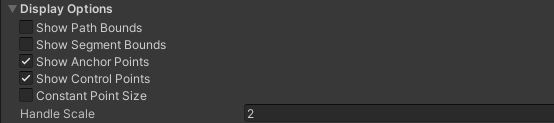 Display Options
Show Path Bounds
Show Segment Bounds
Show Anchor Points
Show Control Points
Constant Point Size
Handle Scale 2